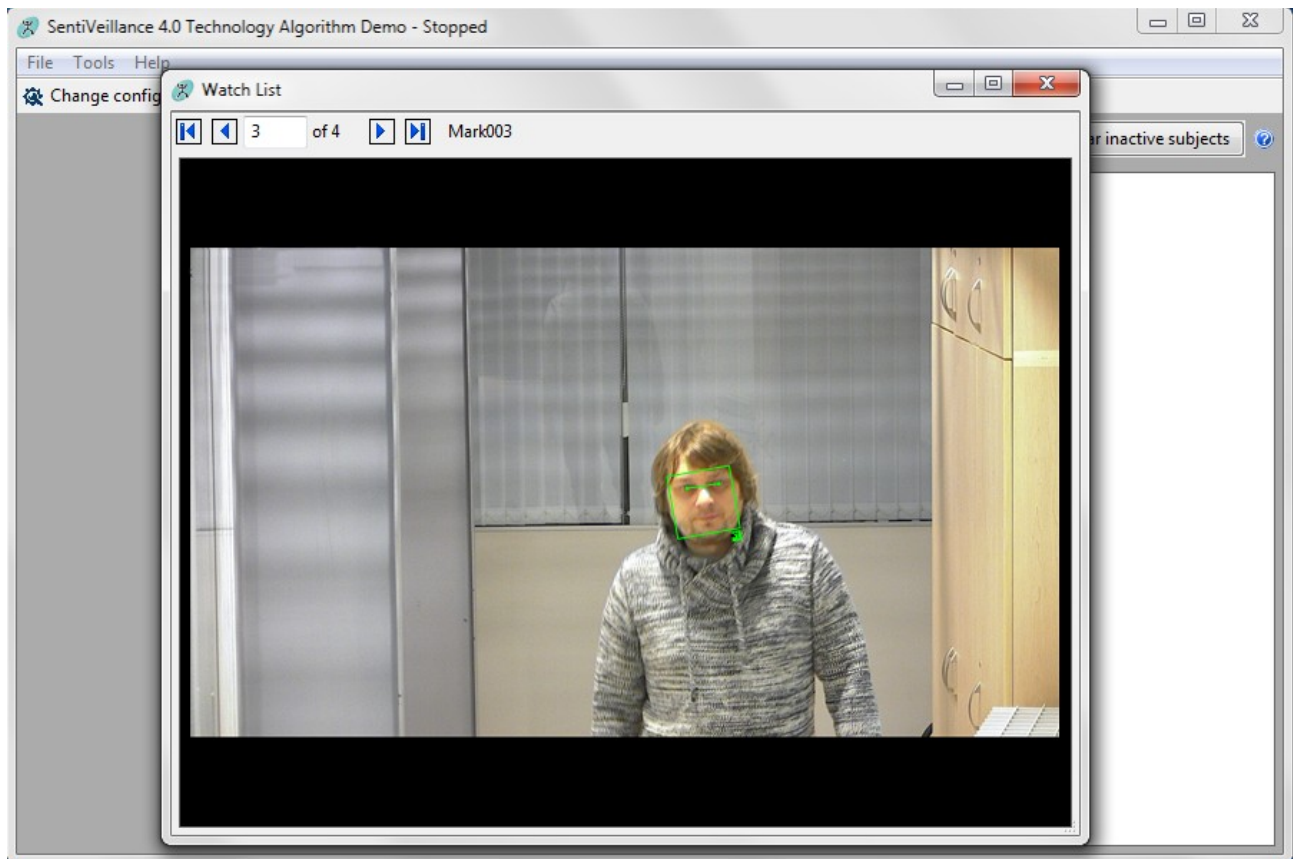 SentiVeillance 4.0 Technology Algorithm Demo - Stopped
File Tools Help
Change config
Watch List
3 of 4 Mark003
inactive subjects